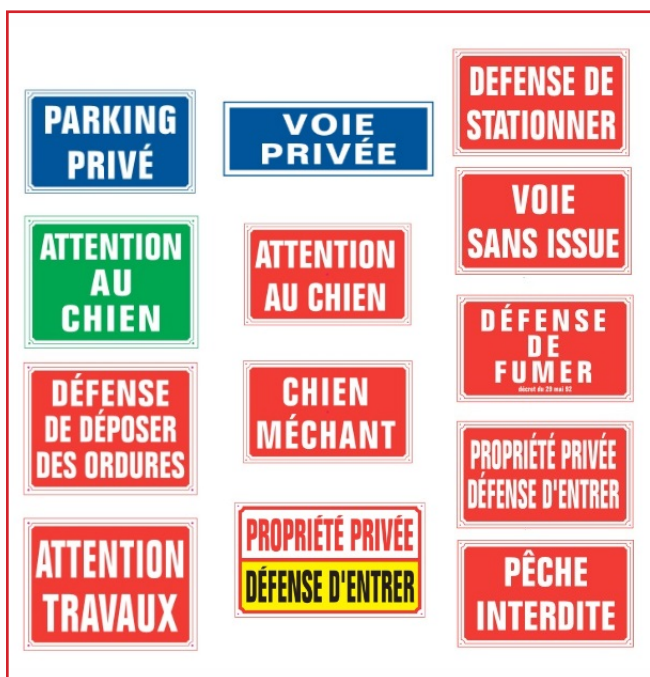 PARKING
PRIVÉ
ATTENTION
AU
CHIEN
DÉFENSE
DE DÉPOSER
DES ORDURES
ATTENTION
TRAVAUX
VOIE
PRIVÉE
ATTENTION
AU CHIEN
CHIEN
MÉCHANT
PROPRIÉTÉ PRIVÉE
DÉFENSE D'ENTRER
DEFENSE DE
STATIONNER
VOIE
SANS ISSUE
DÉFENSE
DE
FUMER
décret du 29 mai 92
PROPRIÉTÉ PRIVÉE
DÉFENSE D'ENTRER
PÊCHE
INTERDITE